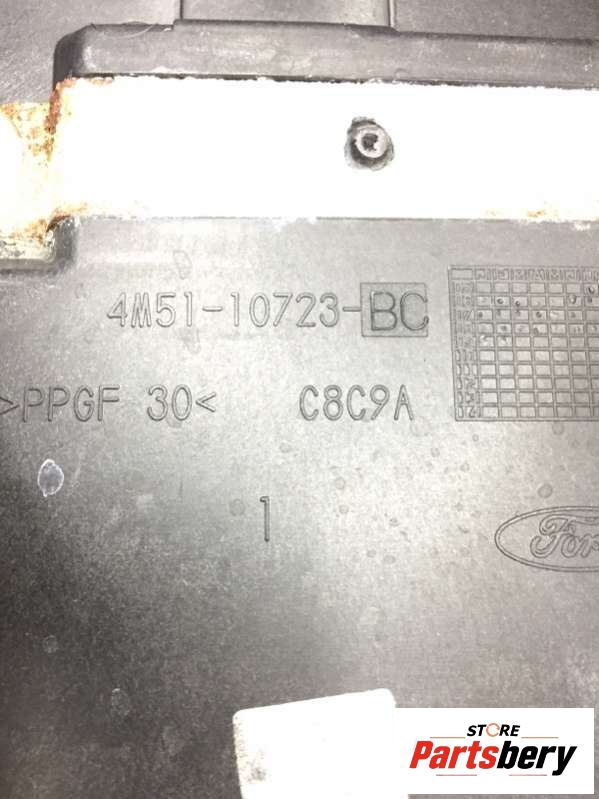 4M51-10723-BC
>PPGF 30< C8C9A
1
Ford
STORE
Partsbery